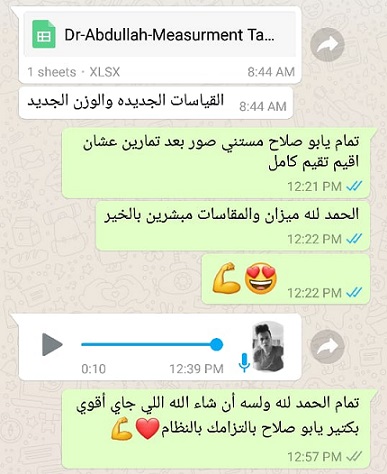 Dr-Abdullah-Measurment Ta...
1 sheets · XLSX
8:44 AM
القياسات الجديده والوزن الجديد
8:44 AM
تمام يابو صلاح مستني صور بعد تمارين عشان
اقيم تقيم كامل
12:21 PM
الحمد لله ميزان والمقاسات مبشرين بالخير
12:22 PM
💪😍
12:22 PM
0:10
12:39 PM
تمام الحمد لله ولسه أن شاء الله اللي جاي أقوي
بكتير يابو صلاح بالتزامك بالنظام❤️💪
12:57 PM